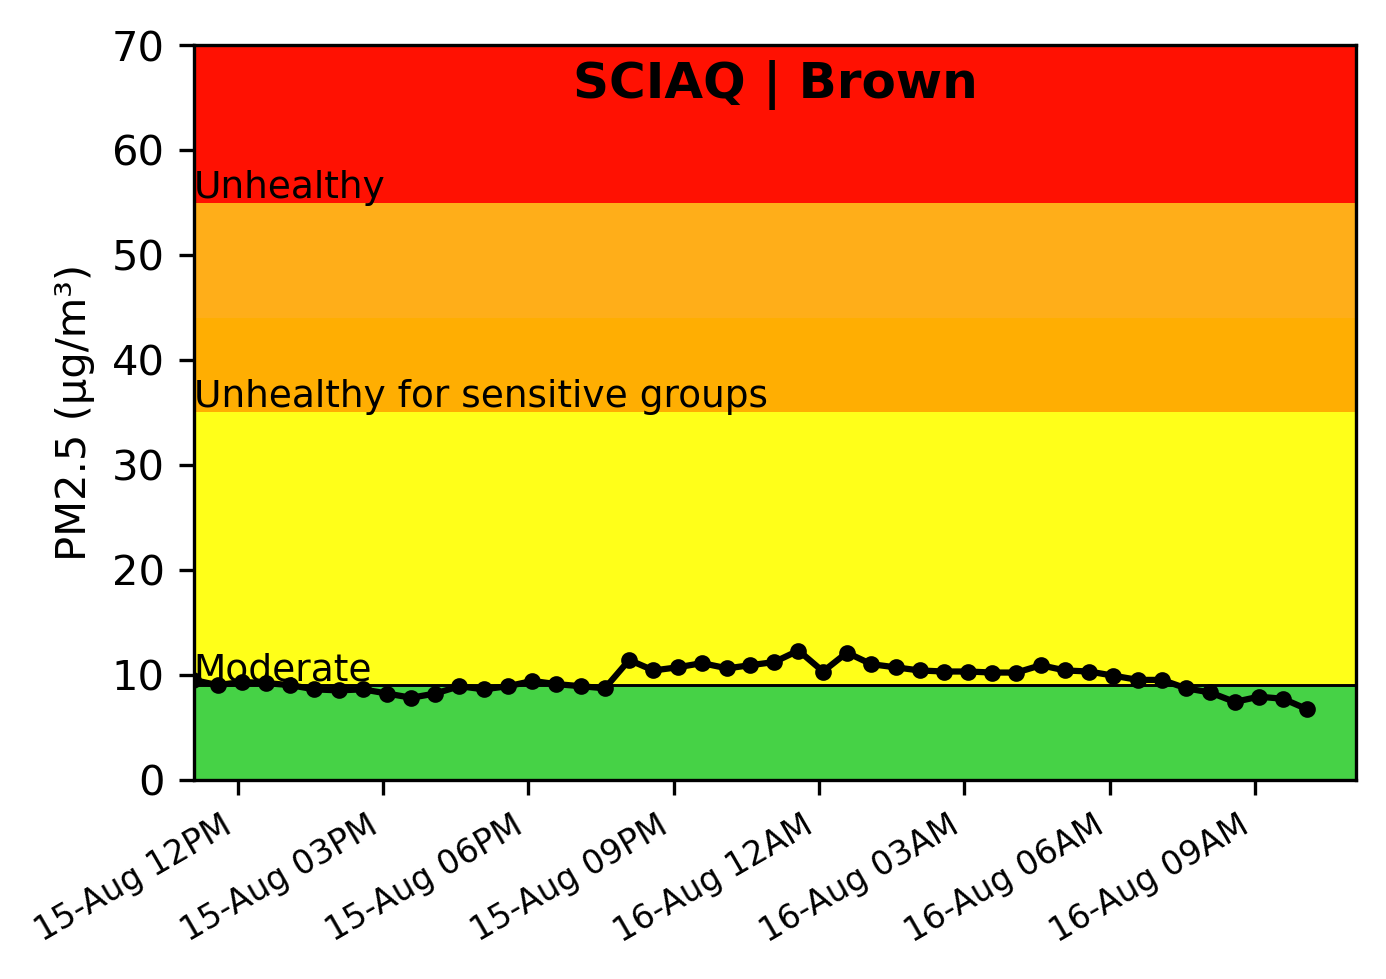 SCIAQ | Brown
70
60
50
40
30
20
10
0
PM2.5 (µg/m³)
Unhealthy
Unhealthy for sensitive groups
Moderate
15-Aug 12PM
15-Aug 03PM
15-Aug 06PM
15-Aug 09PM
16-Aug 12AM
16-Aug 03AM
16-Aug 06AM
16-Aug 09AM